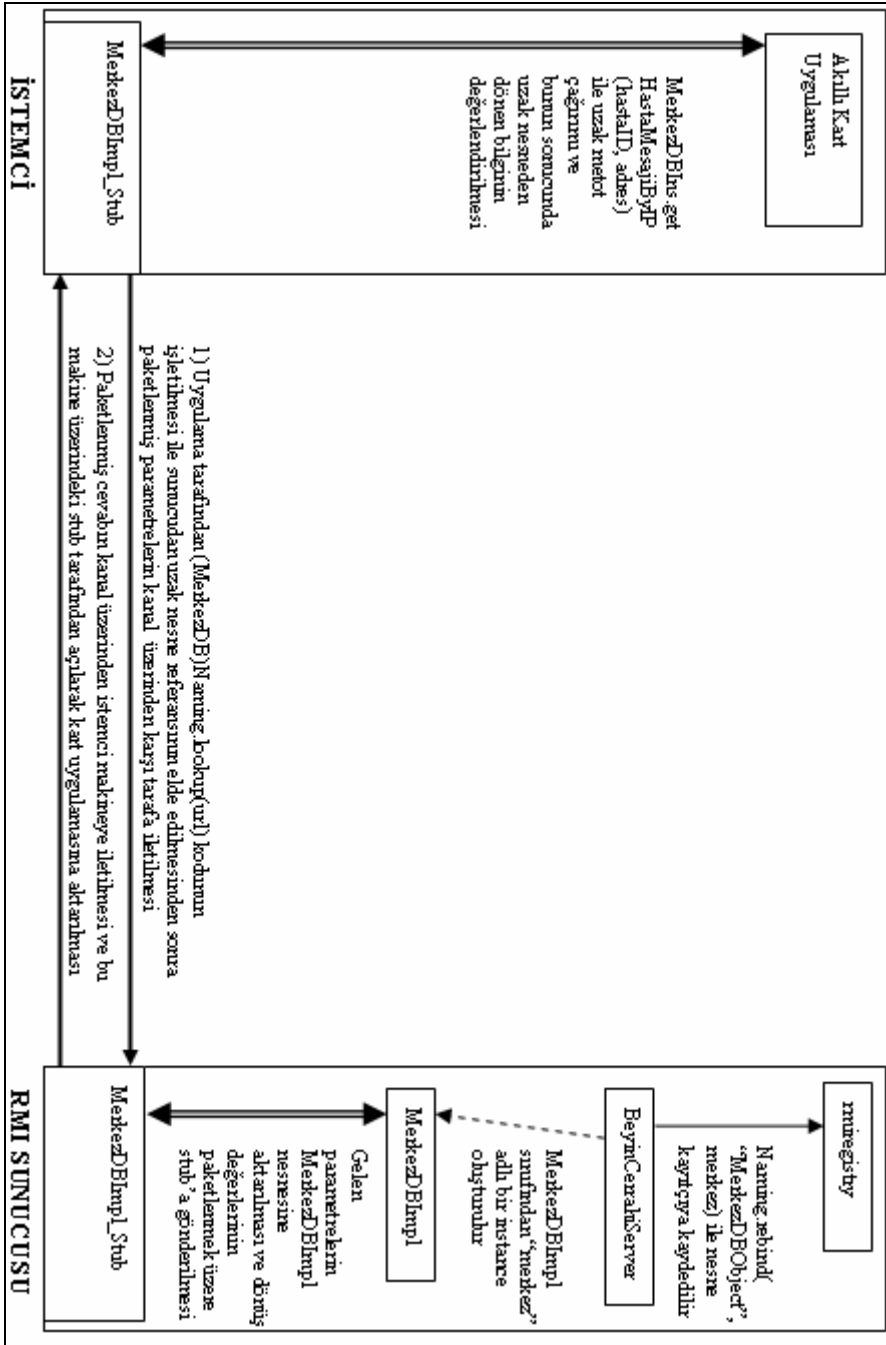 Akıllı Kart
Uygulaması
MerkezDBIns.get
HastaMesajiByIP
(hastaID, adres)
ile uzak metot
çağırımı ve
bunun sonucunda
uzak nesneden
dönen bilginin
değerlendirilmesi
MerkezDBImpl_Stub
İSTEMCİ
1) Uygulama tarafından (MerkezDB)Naming.lookup(url) kodunun
işletilmesi ile sunucudan uzak nesne referansının elde edilmesinden sonra
paketlenmiş parametrelerin kanal üzerinden karşı tarafa iletilmesi
2) Paketlenmiş cevabın kanal üzerinden istemci makineye iletilmesi ve bu
makine üzerindeki stub tarafından açılarak kart uygulamasına aktarılması
rmiregistry
Naming.rebind(
“MerkezDBObject”,
merkez) ile nesne
kayıtçıya kaydedilir
BeyinCerrahiServer
MerkezDBImpl
sınıfından “merkez”
adlı bir instance
oluşturulur
MerkezDBImpl
Gelen
parametrelerin
MerkezDBImpl
nesnesine
aktarılması ve dönüş
değerlerinin
paketlenmek üzere
stub’a gönderilmesi
MerkezDBImpl_Stub
RMI SUNUCUSU